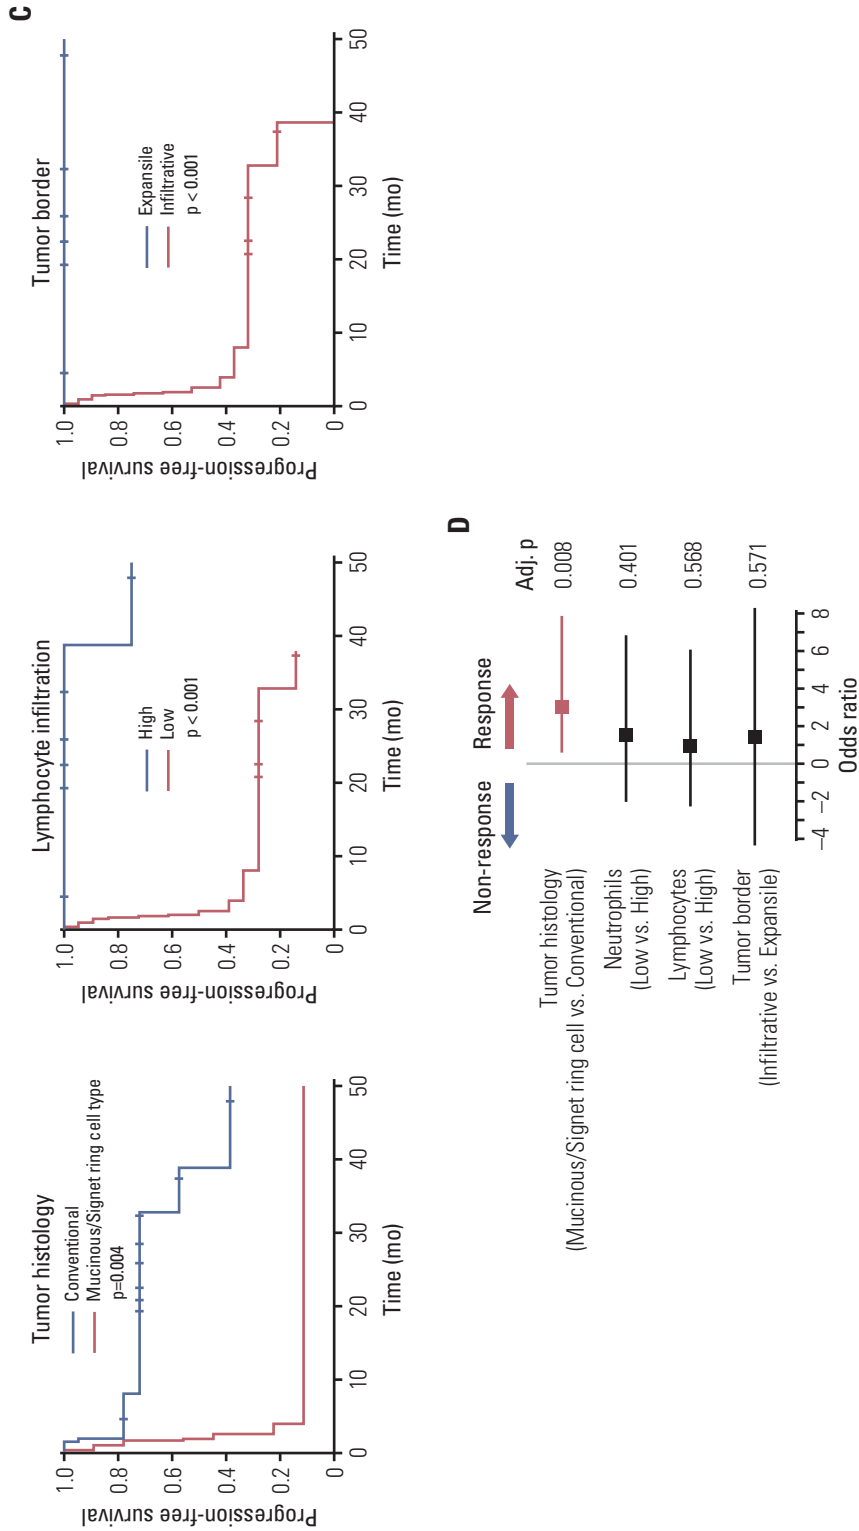 C
Tumor histology
Conventional
Mucinous/Signet ring cell type
p=0.004
Progression-free survival
1.0
0.8
0.6
0.4
0.2
0
0 10 20 30 40 50
Time (mo)
Lymphocyte infiltration
High
Low
p < 0.001
Progression-free survival
1.0
0.8
0.6
0.4
0.2
0
0 10 20 30 40 50
Time (mo)
Tumor border
Expansile
Infiltrative
p < 0.001
Progression-free survival
1.0
0.8
0.6
0.4
0.2
0
0 10 20 30 40 50
Time (mo)
D
Non-response Response Adj. p
Tumor histology
(Mucinous/Signet ring cell vs. Conventional)
0.008
Neutrophils
(Low vs. High)
0.401
Lymphocytes
(Low vs. High)
0.568
Tumor border
(Infiltrative vs. Expansile)
0.571
−4 −2 0 2 4 6 8
Odds ratio